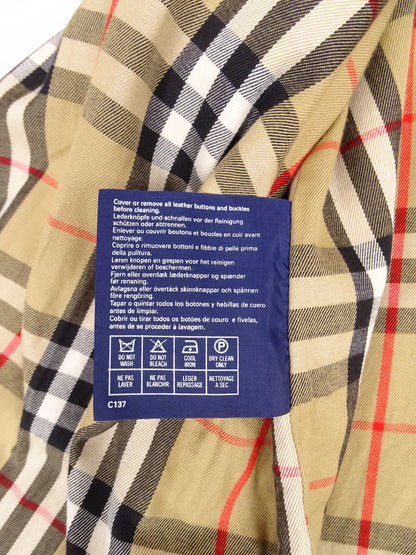 Cover or remove all leather buttons and buckles
before cleaning.
Lederknöpfe und-schnallen vor der Reinigung
schützen oder abtrennen.
Enlever ou couvrir boutons et boucles en cuir avant
nettoyage.
Coprire o rimuovere bottoni e fibbie di pelle prima
della pulitura.
Leren knopen en gespen voor het reinigen
verwijderen of beschermen.
Fjern eller overdæk læderknapper og spænder
før rensning.
Avlagsna eller övertäck skinnknappar och spännen
före rengöring.
Tapar o quintar todos los botones y hebillas de cuero
antes de limpiar.
Cobrir ou tirar todos os botões de couro e fivelas,
antes de se proceder à lavagem.
P
DO NOT WASH
DO NOT BLEACH
COOL IRON
DRY CLEAN ONLY
NE PAS LAVER
NE PAS BLANCHIR
LEGER REPASSAGE
NETTOYAGE A SEC
C137